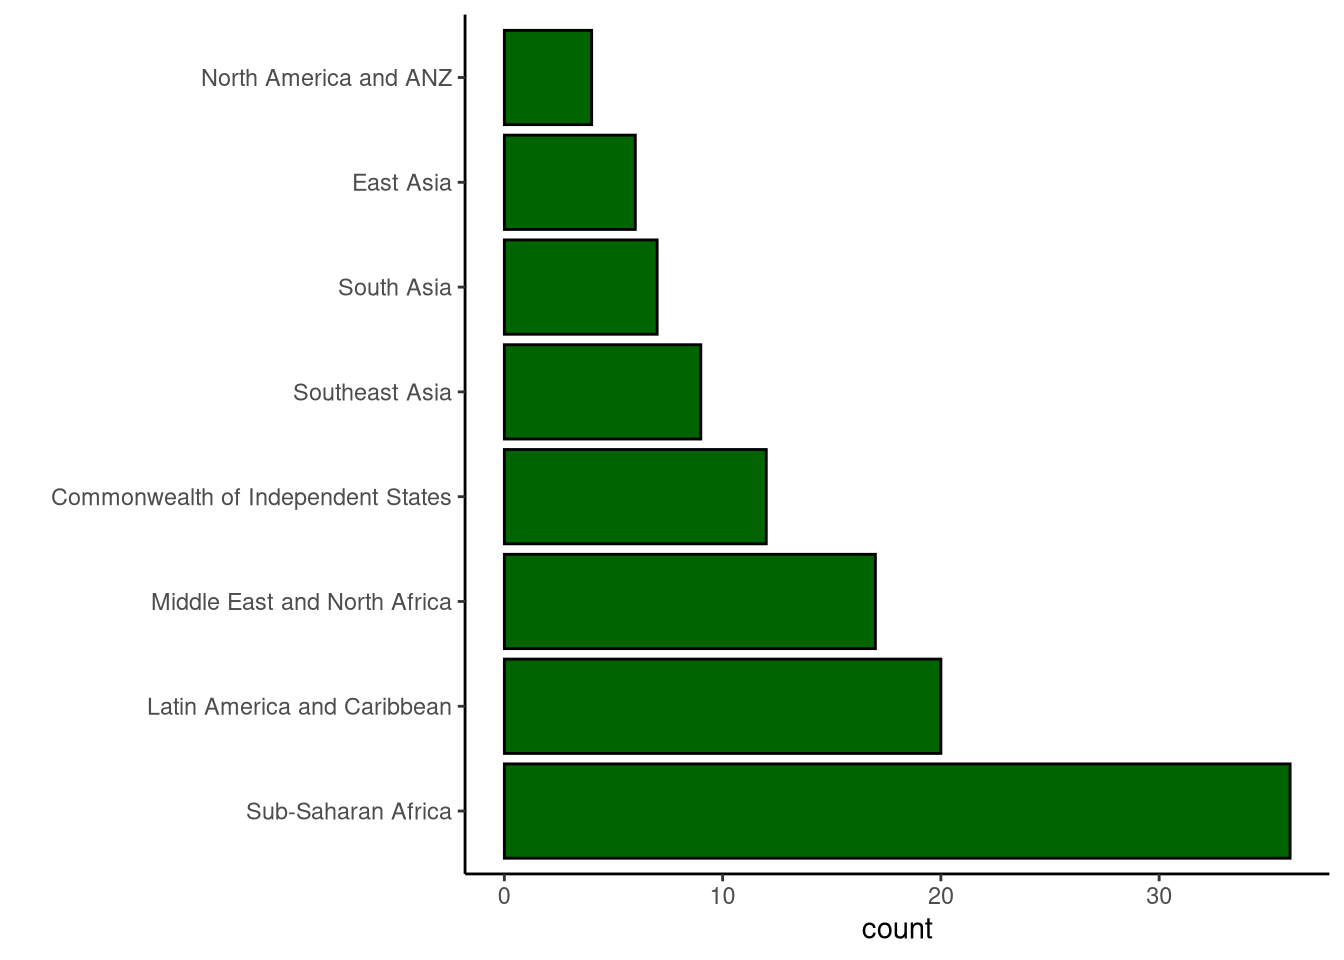 North America and ANZ
East Asia
South Asia
Southeast Asia
Commonwealth of Independent States
Middle East and North Africa
Latin America and Caribbean
Sub-Saharan Africa
0 10 20 30
count